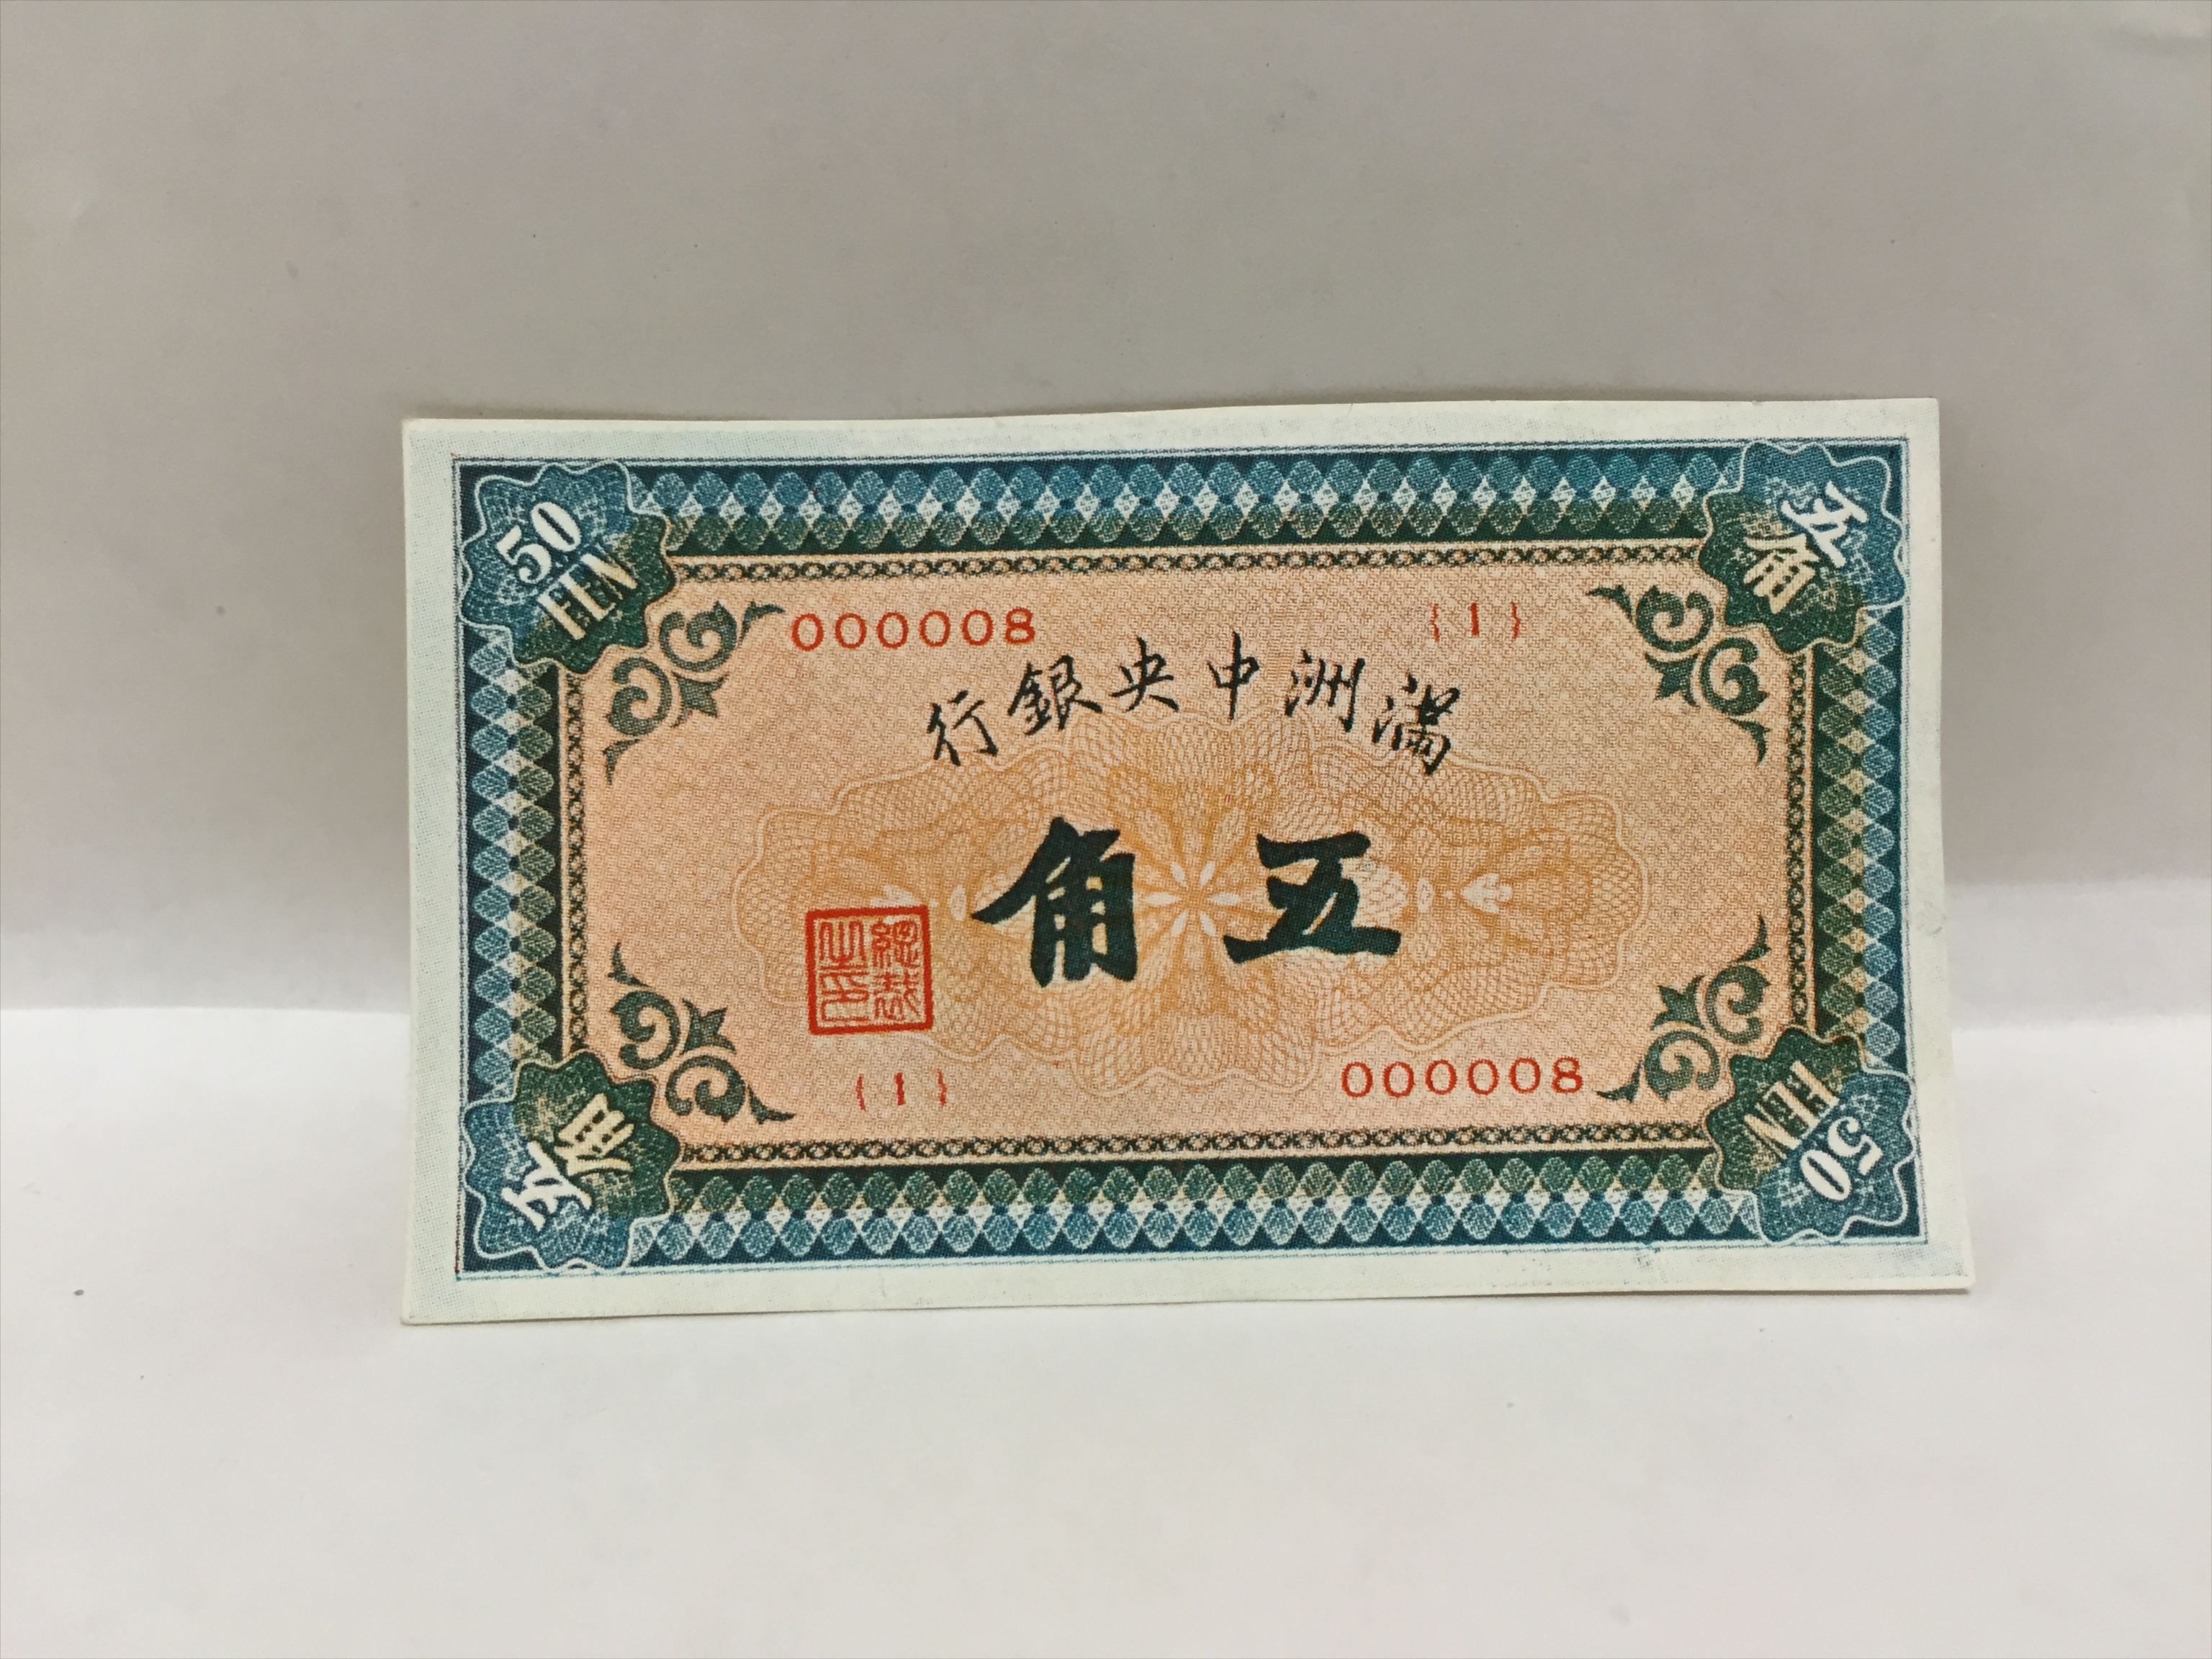 50
FEN
五角
000008
{1}
滿洲中央銀行
五角
總裁
之印
{1}
000008
五角
50
FEN